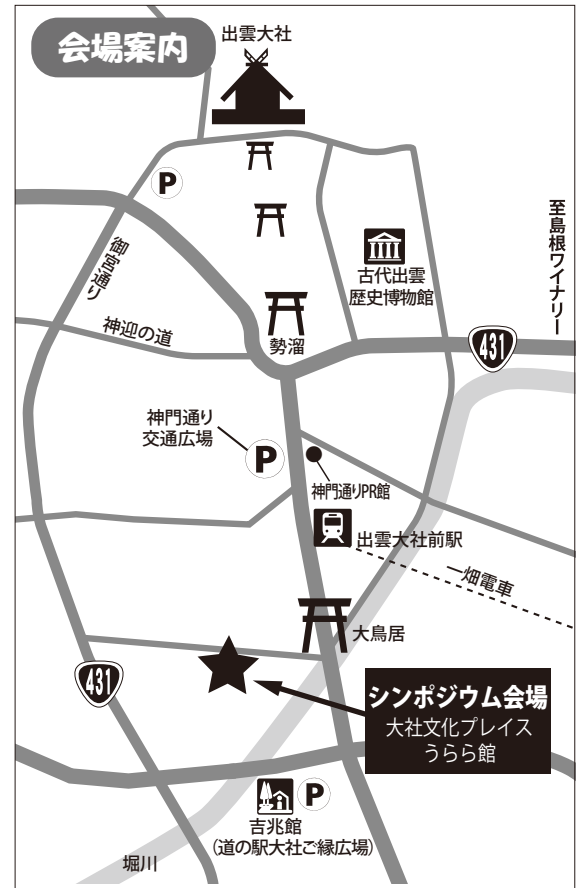 会場案内
出雲大社
P
御宮通り
古代出雲
歴史博物館
至島根ワイナリー
神迎の道
勢溜
431
神門通り
交通広場
P
神門通りPR館
出雲大社前駅
一畑電車
大鳥居
431
シンポジウム会場
大社文化プレイス
うらら館
P
吉兆館
(道の駅大社ご縁広場)
堀川